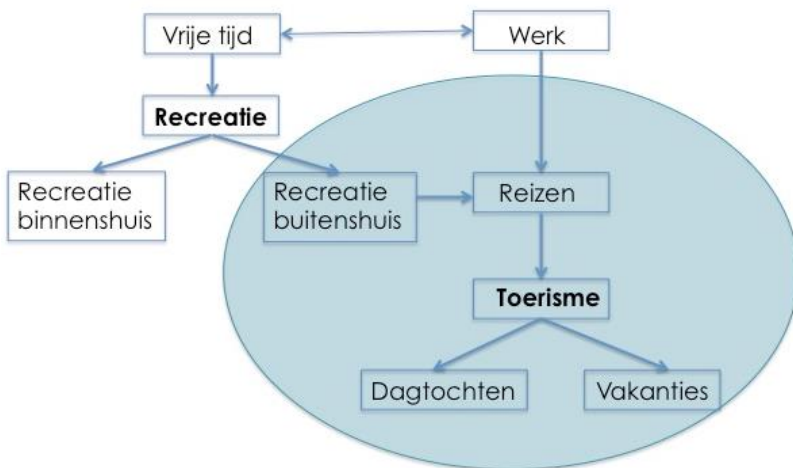 Vrije tijd
Werk
Recreatie
Recreatie
binnenshuis
Recreatie
buitenshuis
Reizen
Toerisme
Dagtochten
Vakanties